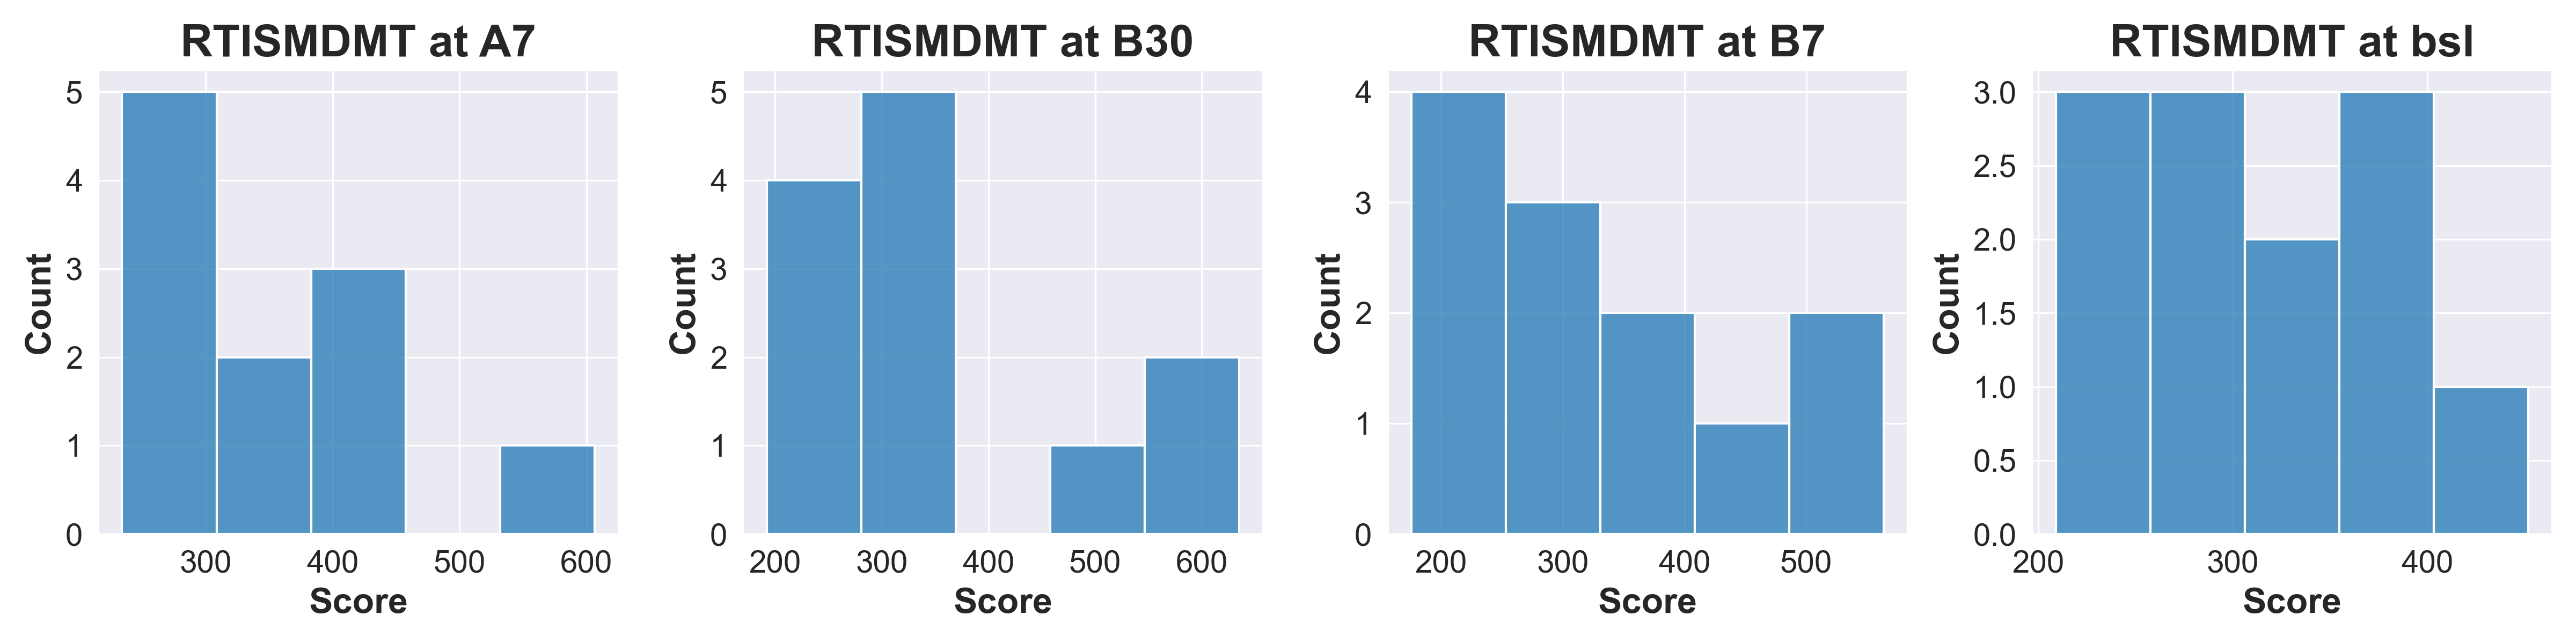 RTISMDMT at A7
5
4
3
2
1
0
Count
300 400 500 600
Score
RTISMDMT at B30
5
4
3
2
1
0
Count
200 300 400 500 600
Score
RTISMDMT at B7
4
3
2
1
0
Count
200 300 400 500
Score
RTISMDMT at bsl
3.0
2.5
2.0
1.5
1.0
0.5
0.0
Count
200 300 400
Score